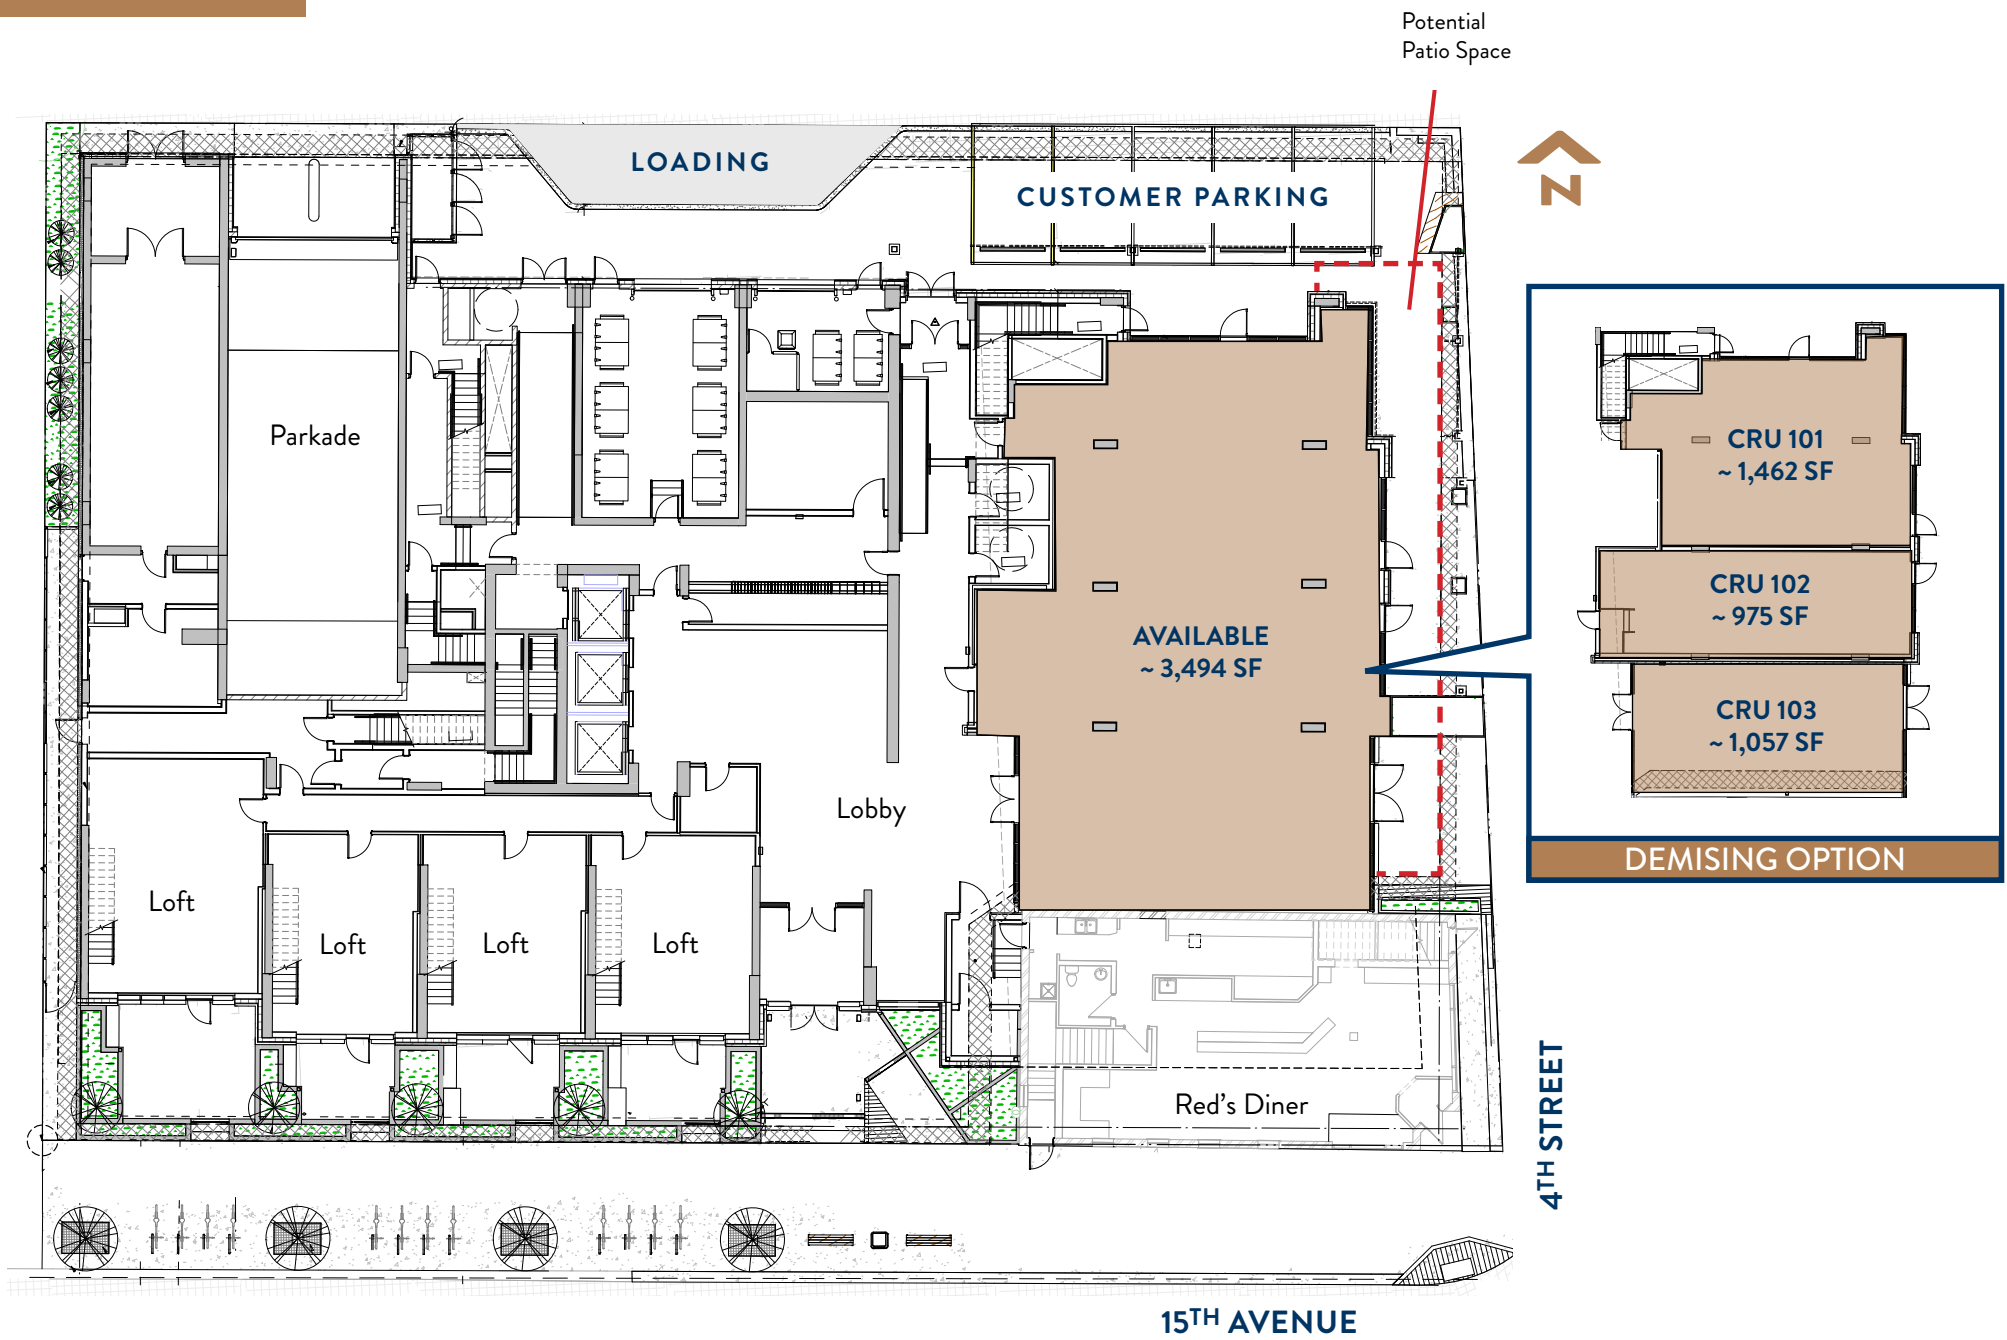 Potential
Patio Space
LOADING
CUSTOMER PARKING
N
Parkade
CRU 101
~ 1,462 SF
CRU 102
~ 975 SF
AVAILABLE
~ 3,494 SF
CRU 103
~ 1,057 SF
Lobby
DEMISING OPTION
Loft
Loft
Loft
Loft
Red's Diner
4TH STREET
15TH AVENUE